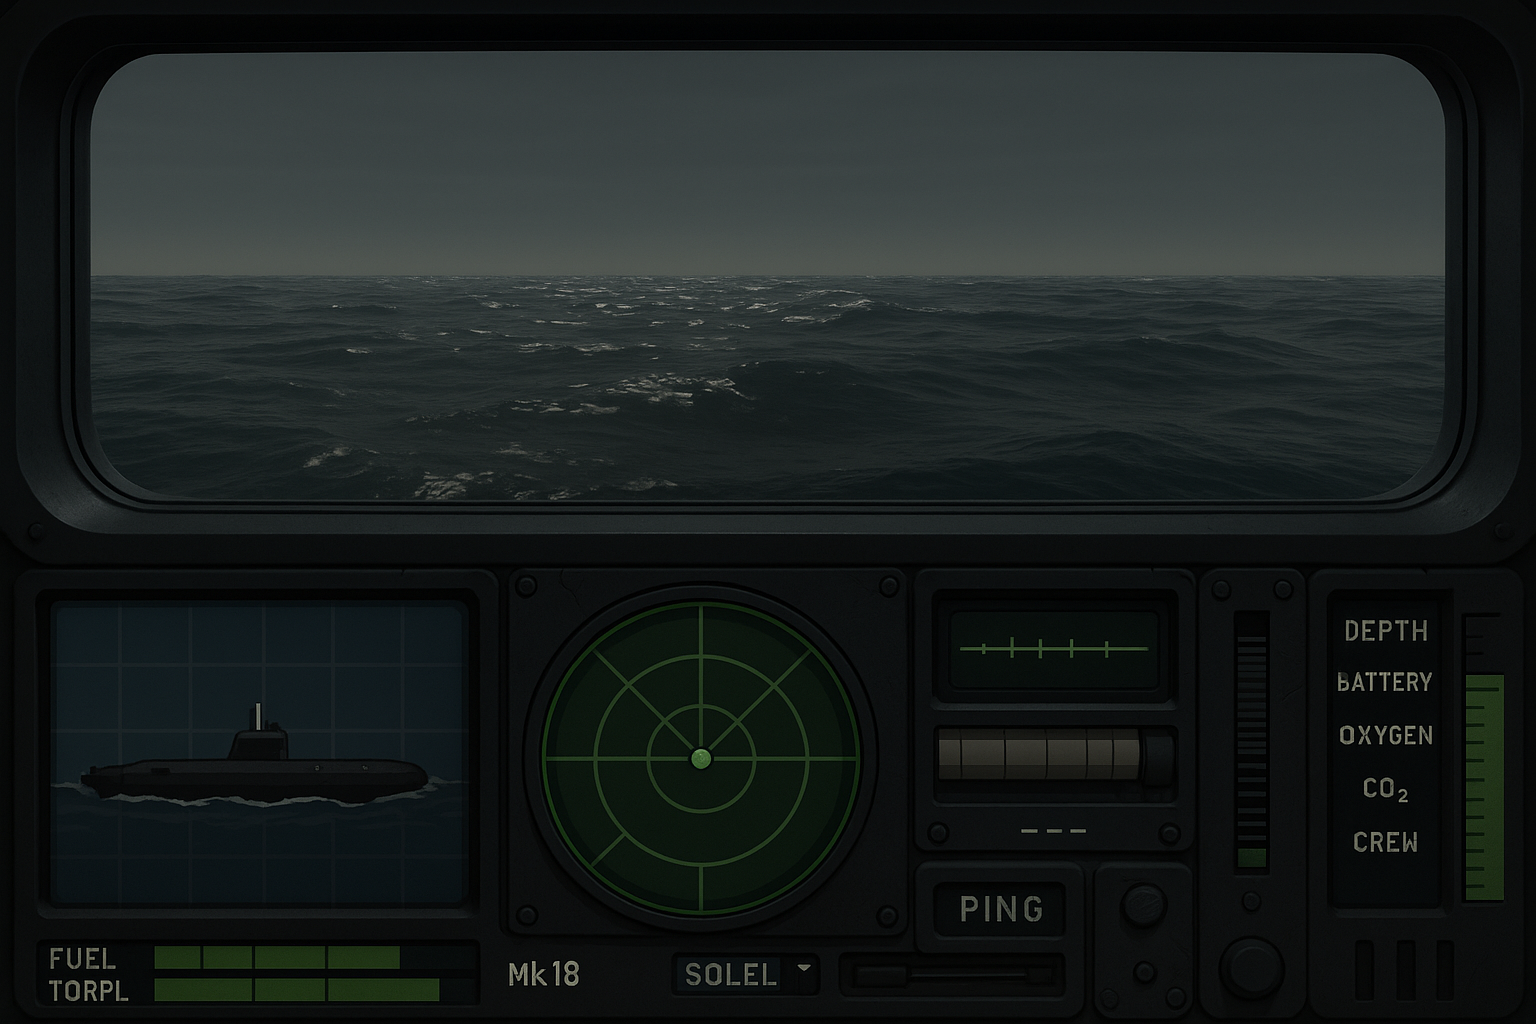 DEPTH
BATTERY
OXYGEN
CO₂
CREW
PING
FUEL
TORPL
Mk18
SOLEL